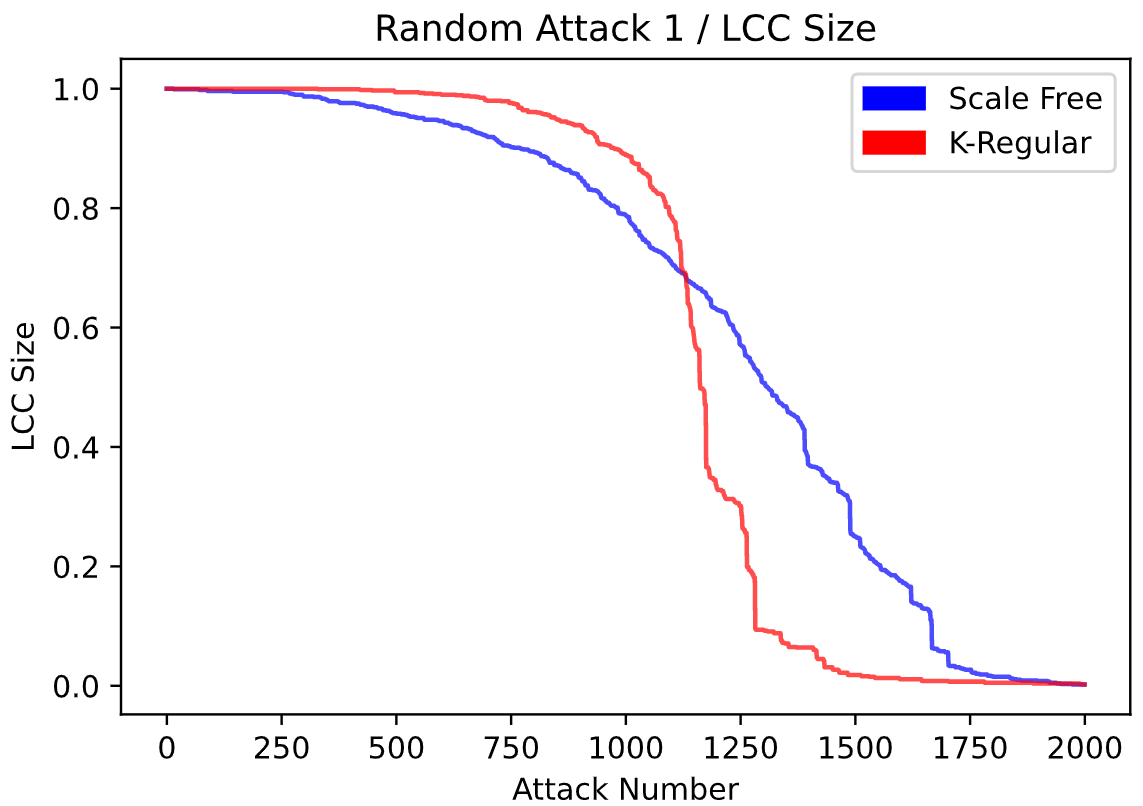 Random Attack 1 / LCC Size
Scale Free
K-Regular
LCC Size
1.0
0.8
0.6
0.4
0.2
0.0
0 250 500 750 1000 1250 1500 1750 2000
Attack Number